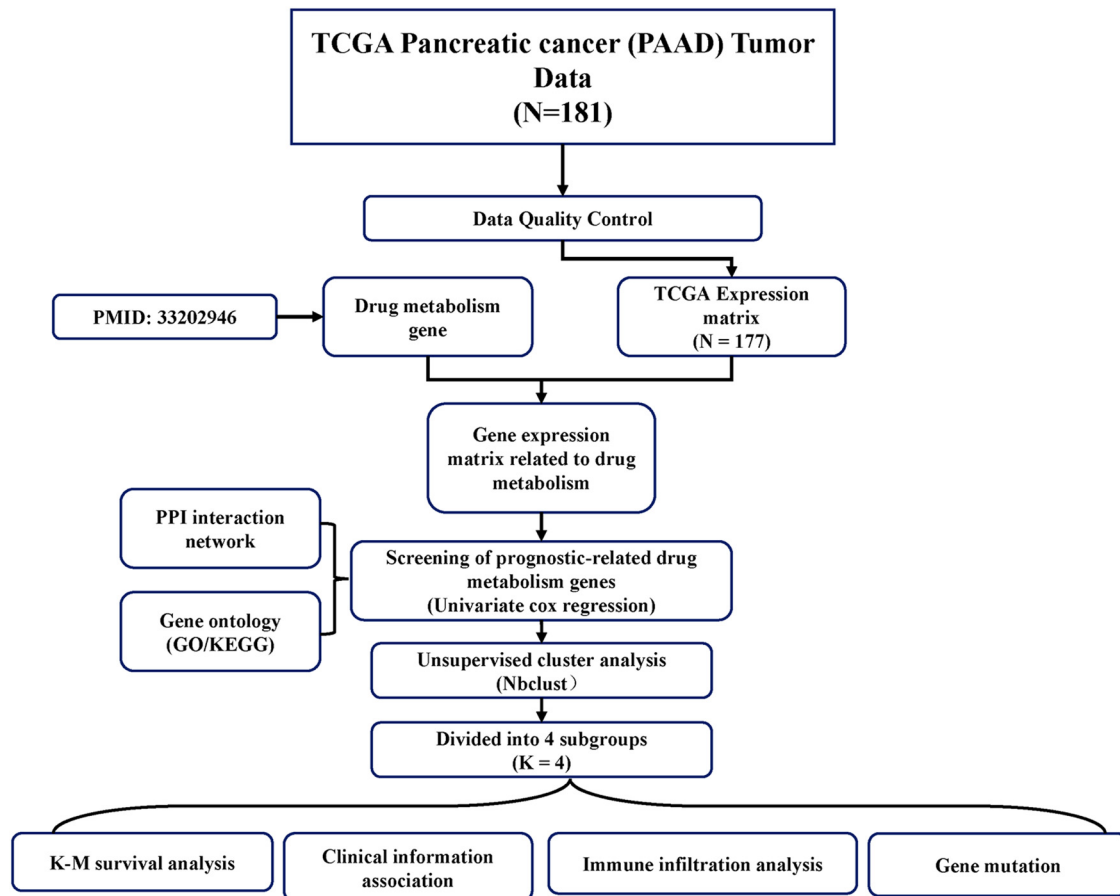 TCGA Pancreatic cancer (PAAD) Tumor
Data
(N=181)
Data Quality Control
PMID: 33202946
Drug metabolism
gene
TCGA Expression
matrix
(N = 177)
Gene expression
matrix related to drug
metabolism
PPI interaction
network
Gene ontology
(GO/KEGG)
Screening of prognostic-related drug
metabolism genes
(Univariate cox regression)
Unsupervised cluster analysis
(Nbclust）
Divided into 4 subgroups
(K = 4)
K-M survival analysis
Clinical information
association
Immune infiltration analysis
Gene mutation